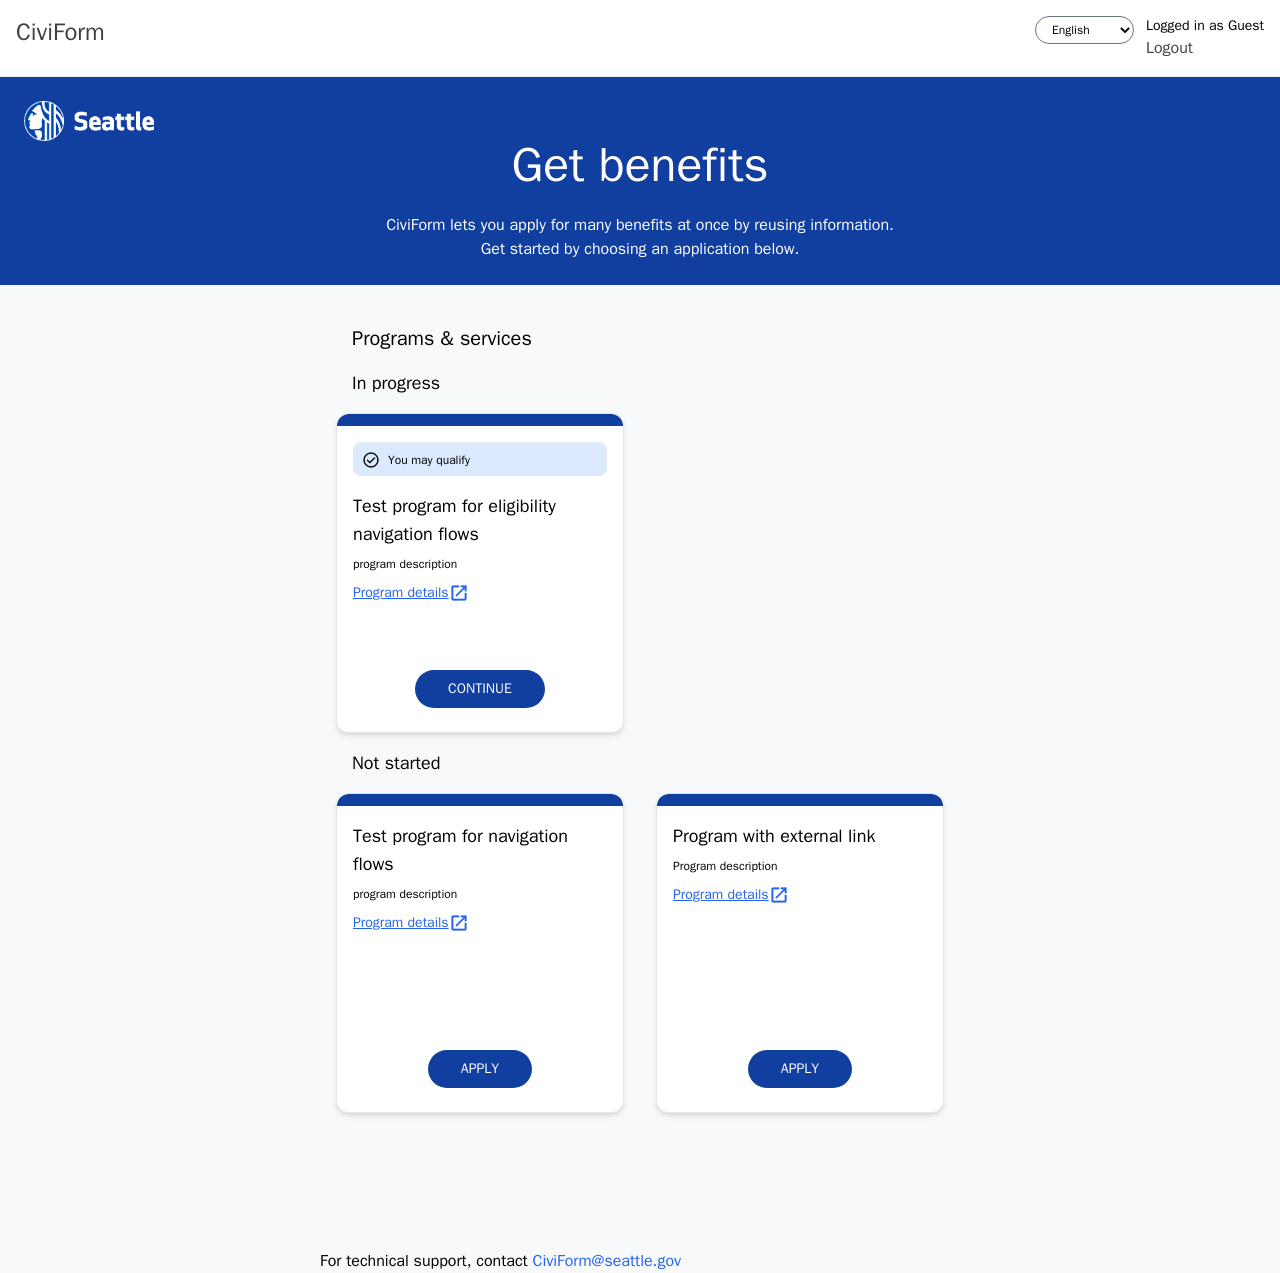 CiviForm
English
Logged in as Guest
Logout
Seattle
Get benefits
CiviForm lets you apply for many benefits at once by reusing information.
Get started by choosing an application below.
Programs & services
In progress
You may qualify
Test program for eligibility
navigation flows
program description
Program details
CONTINUE
Not started
Test program for navigation
flows
program description
Program details
APPLY
Program with external link
Program description
Program details
APPLY
For technical support, contact CiviForm@seattle.gov